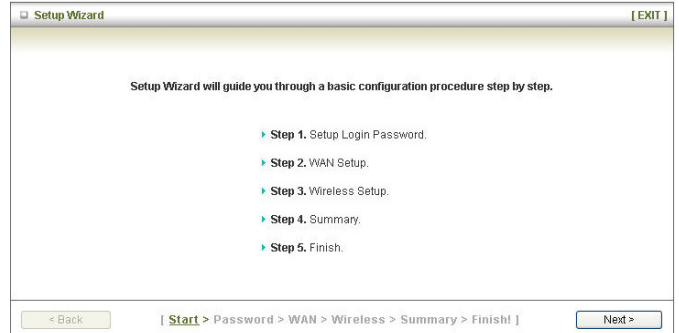 Setup Wizard [ EXIT ]
Setup Wizard will guide you through a basic configuration procedure step by step.
Step 1. Setup Login Password.
Step 2. WAN Setup.
Step 3. Wireless Setup.
Step 4. Summary.
Step 5. Finish.
< Back [ Start > Password > WAN > Wireless > Summary > Finish! ] Next >